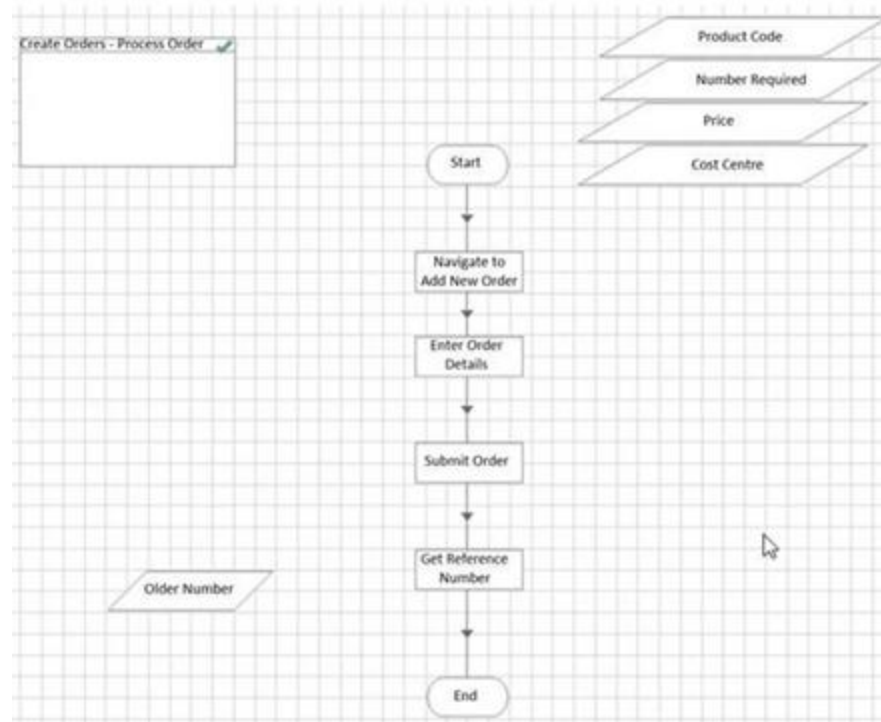 Create Orders - Process Order
Product Code
Number Required
Price
Cost Centre
Start
Navigate to
Add New Order
Enter Order
Details
Submit Order
Get Reference
Number
Older Number
End